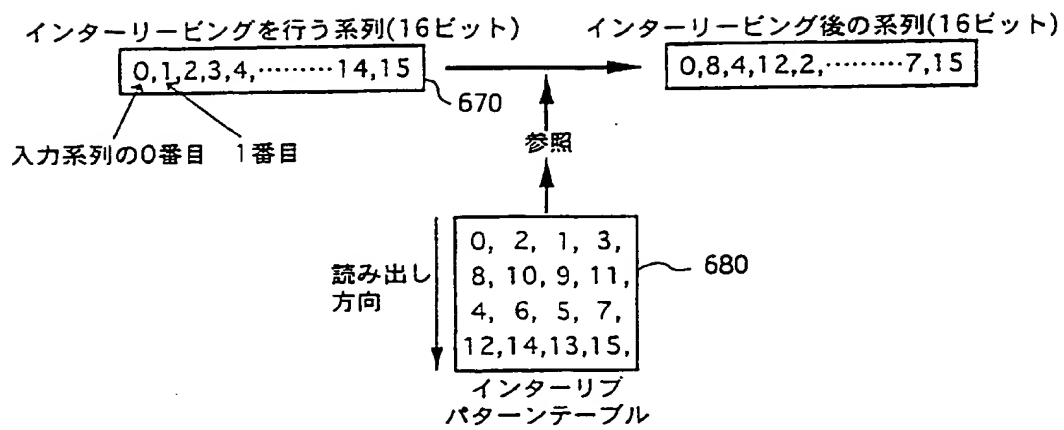 インターリービングを行う系列(16ビット)
インターリービング後の系列(16ビット)
0,1,2,3,4,………14,15
0,8,4,12,2,………7,15
670
入力系列の0番目 1番目
参照
読み出し
方向
0, 2, 1, 3,
8, 10, 9, 11,
4, 6, 5, 7,
12,14,13,15,
680
インターリブ
パターンテーブル